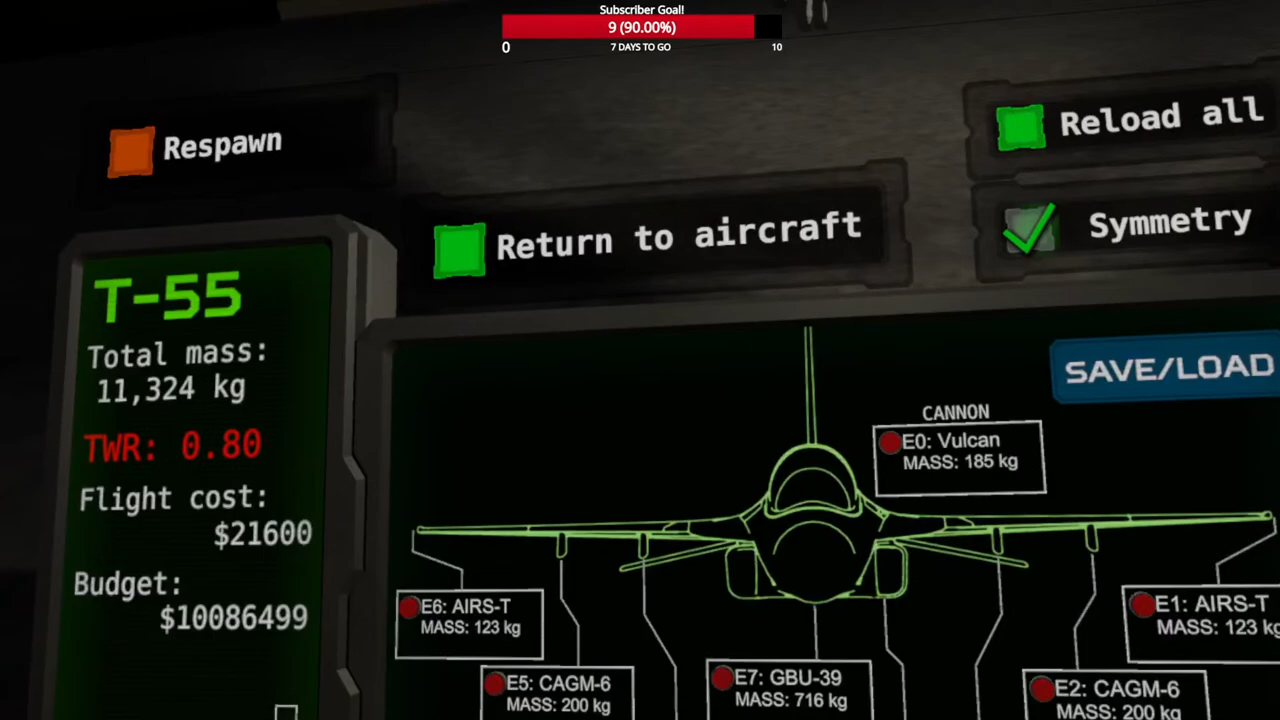 Subscriber Goal!
9 (90.00%)
0
7 DAYS TO GO
10
Respawn
Reload all
Return to aircraft
Symmetry
T-55
Total mass:
11,324 kg
TWR: 0.80
Flight cost:
$21600
Budget:
$10086499
SAVE/LOAD
CANNON
E0: Vulcan
MASS: 185 kg
E6: AIRS-T
MASS: 123 kg
E1: AIRS-T
MASS: 123 kg
E5: CAGM-6
MASS: 200 kg
E7: GBU-39
MASS: 716 kg
E2: CAGM-6
MASS: 200 kg